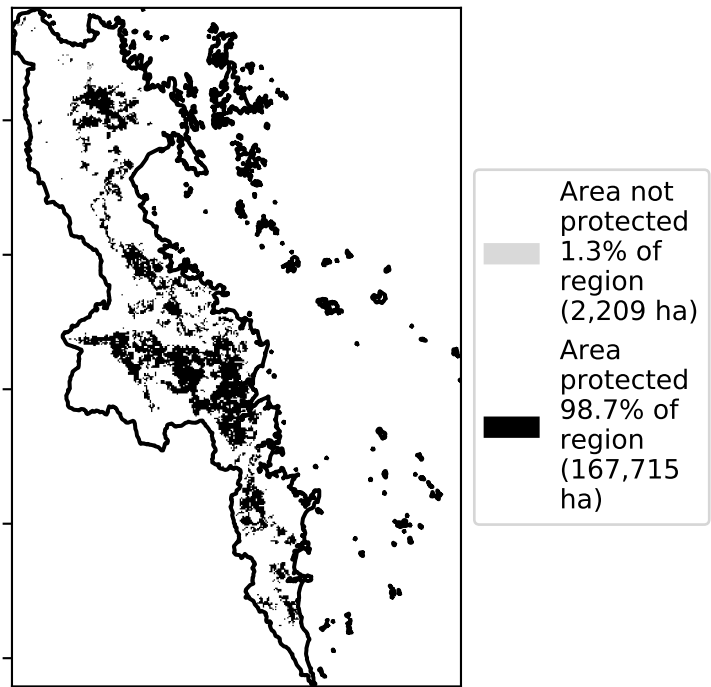 Area not
protected
1.3% of
region
(2,209 ha)
Area
protected
98.7% of
region
(167,715
ha)